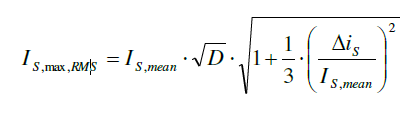 I_{S,max,RMS} = I_{S,mean} · √D · √(1 + 1/3 · (Δi_S / I_{S,mean})²)